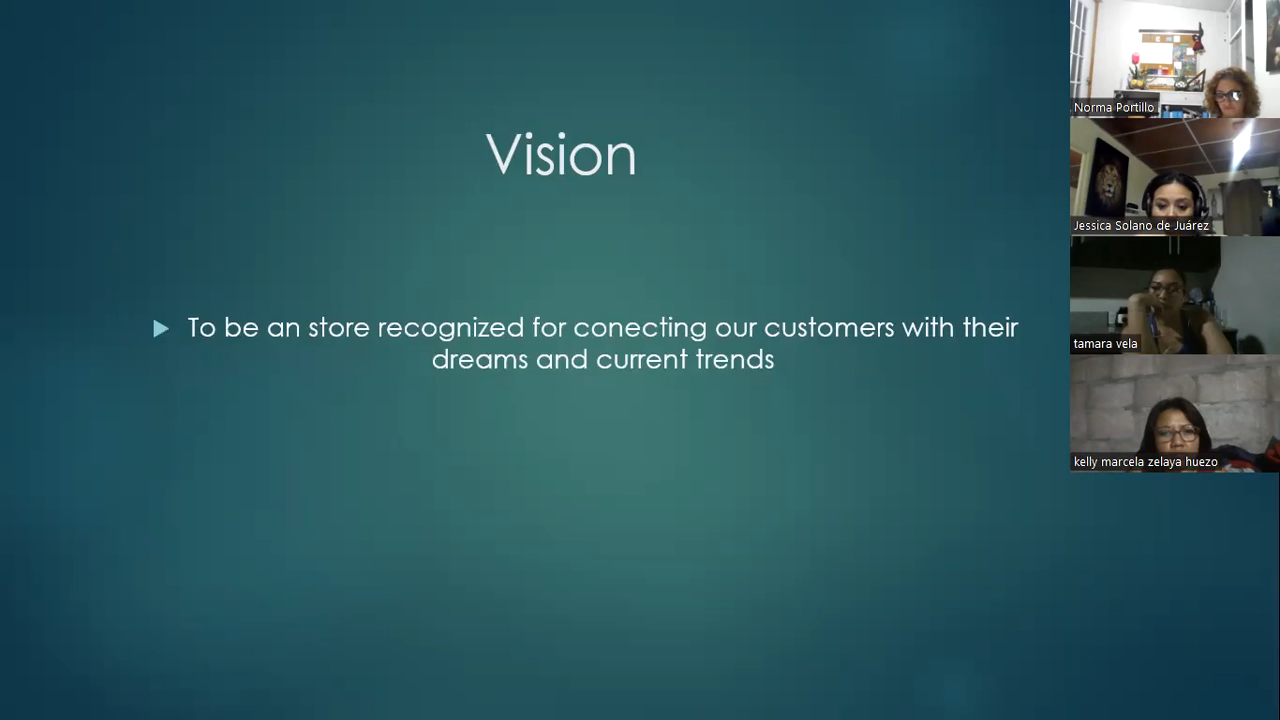 Vision
To be an store recognized for conecting our customers with their
dreams and current trends
Norma Portillo
Jessica Solano de Juárez
tamara vela
kelly marcela zelaya huezo